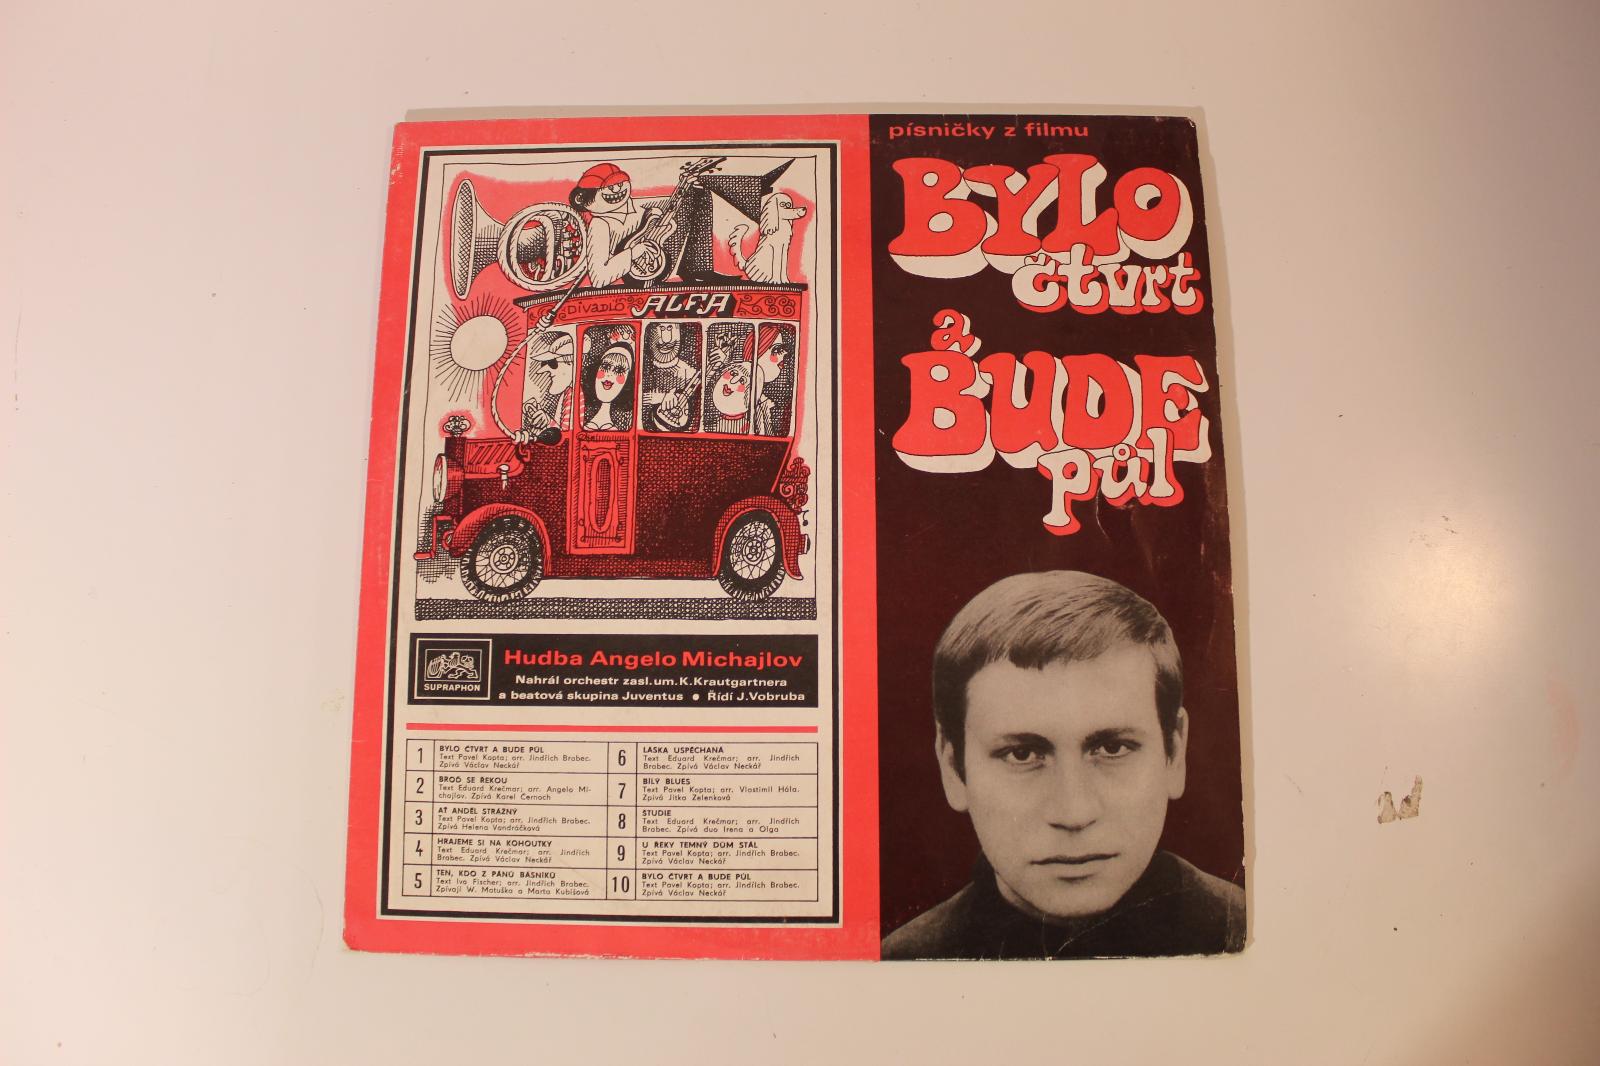 písničky z filmu
BYLO
čtvrt
a
BUDE
půl
Divadlo ALFA
SUPRAPHON
Hudba Angelo Michajlov
Nahrál orchestr zasl.um.K.Krautgartnera
a beatová skupina Juventus ● Řídí J.Vobruba
1 BYLO ČTVRT A BUDE PŮL
Text Pavel Kopta; arr. Jindřich Brabec.
Zpívá Václav Neckář
2 BROĎ SE ŘEKOU
Text Eduard Krečmar; arr. Angelo Mi-
chajlov. Zpívá Karel Černoch
3 AŤ ANDĚL STRÁŽNÝ
Text Pavel Kopta; arr. Jindřich Brabec.
Zpívá Helena Vondráčková
4 HRAJEME SI NA KOHOUTKY
Text Eduard Krečmar; arr. Jindřich
Brabec. Zpívá Václav Neckář
5 TEN, KDO Z PÁNŮ BÁSNÍKŮ
Text Ivo Fischer; arr. Jindřich Brabec.
Zpívají W. Matuška a Marta Kubišová
6 LÁSKA USPĚCHANÁ
Text Eduard Krečmar; arr. Jindřich
Brabec. Zpívá Václav Neckář
7 BÍLÝ BLUES
Text Pavel Kopta; arr. Vlastimil Hála.
Zpívá Jitka Zelenková
8 STUDIE
Text Eduard Krečmar; arr. Jindřich
Brabec. Zpívá duo Irena a Olga
9 U ŘEKY TEMNÝ DŮM STÁL
Text Pavel Kopta; arr. Jindřich Brabec.
Zpívá Václav Neckář
10 BYLO ČTVRT A BUDE PŮL
Text Pavel Kopta; arr. Jindřich Brabec.
Zpívá Václav Neckář